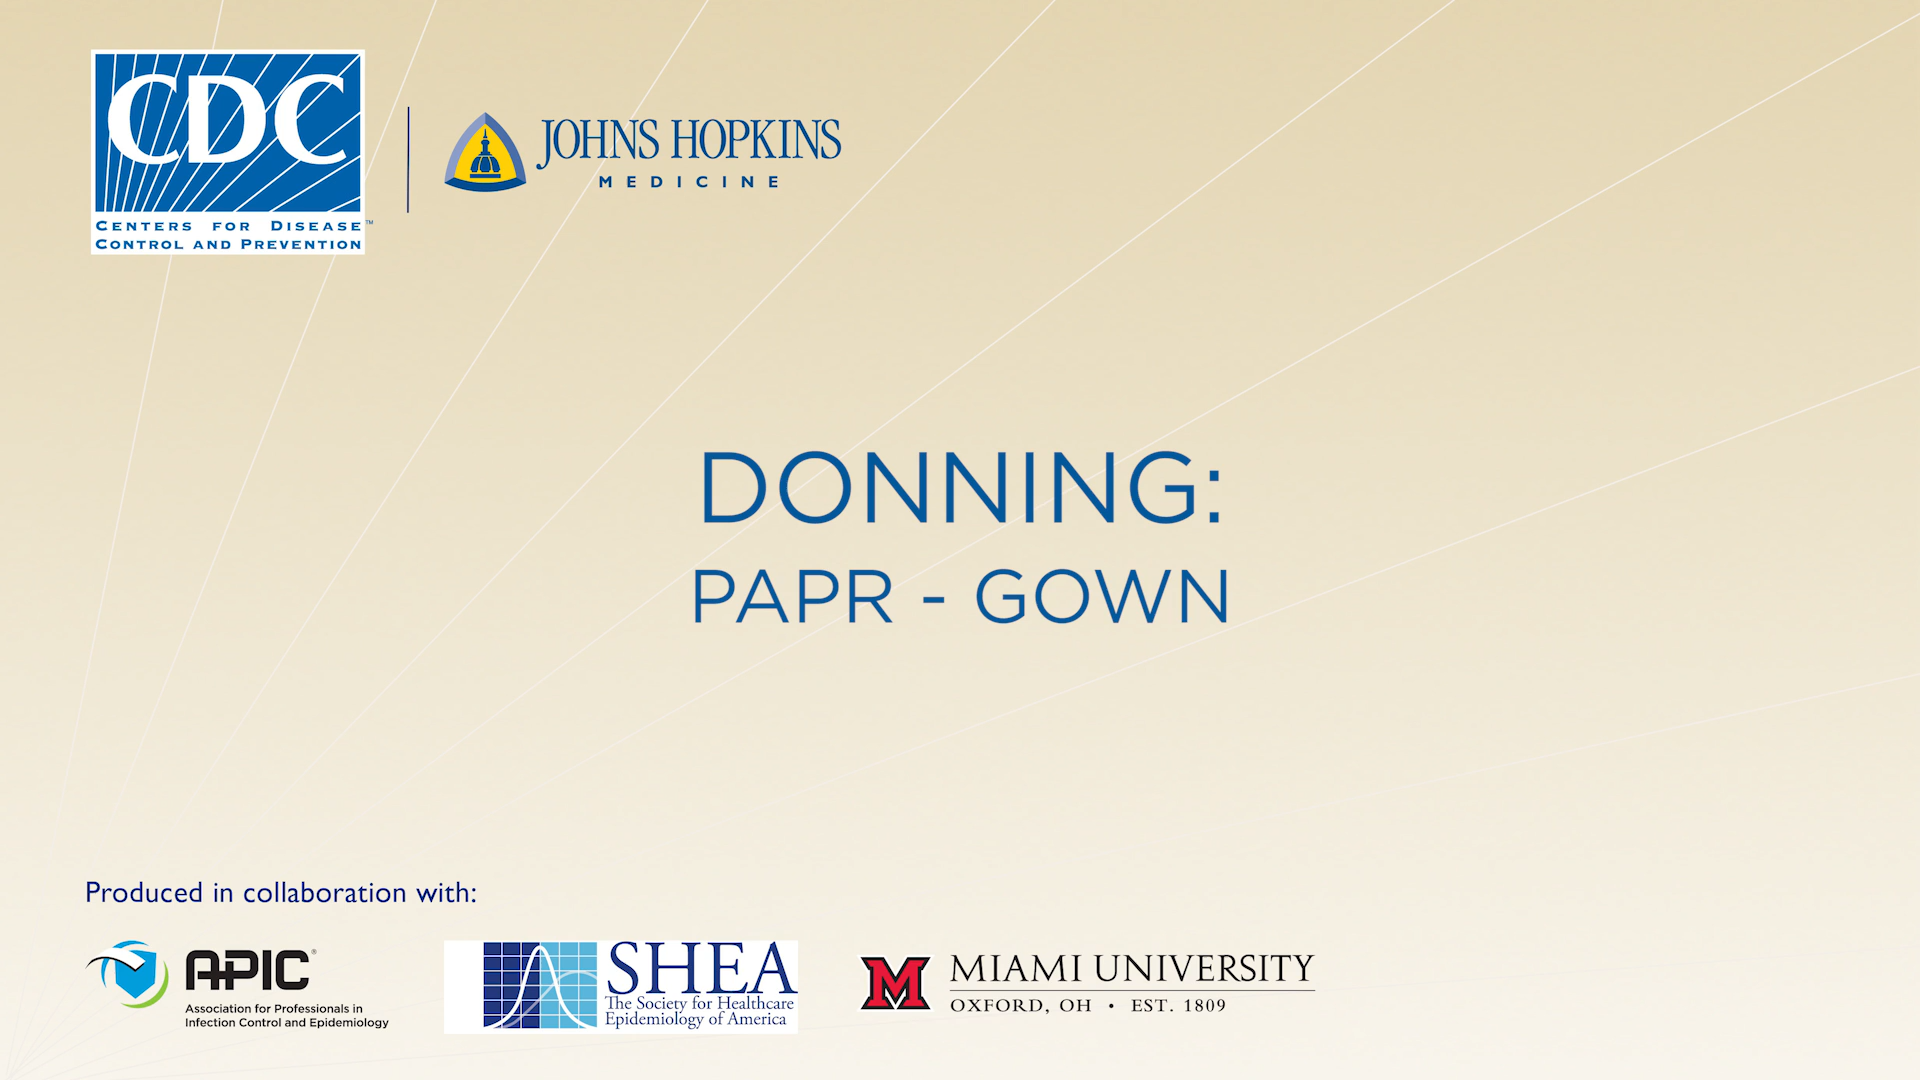 CDC
CENTERS FOR DISEASE™
CONTROL AND PREVENTION
JOHNS HOPKINS
MEDICINE
DONNING:
PAPR - GOWN
Produced in collaboration with:
APIC®
Association for Professionals in
Infection Control and Epidemiology
SHEA
The Society for Healthcare
Epidemiology of America
M
MIAMI UNIVERSITY
OXFORD, OH • EST. 1809